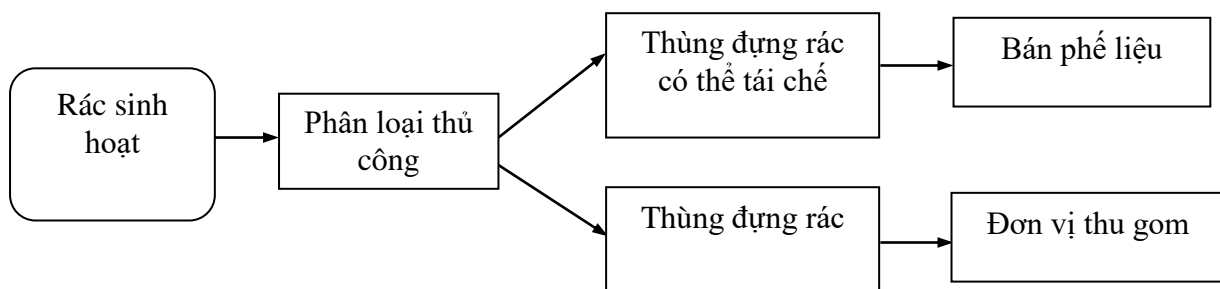 Rác sinh
hoạt
Phân loại thủ
công
Thùng đựng rác
có thể tái chế
Bán phế liệu
Thùng đựng rác
Đơn vị thu gom